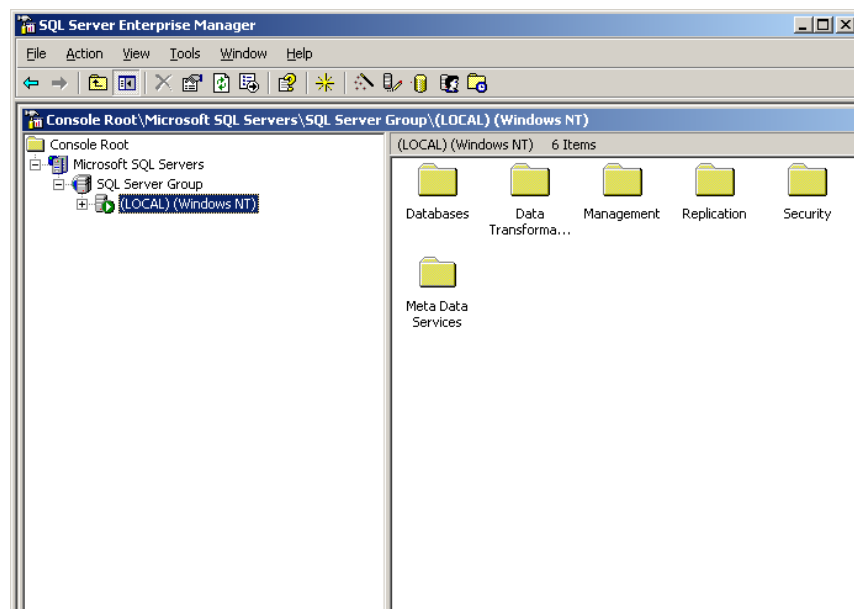 SQL Server Enterprise Manager
File Action View Tools Window Help
Console Root\Microsoft SQL Servers\SQL Server Group\(LOCAL) (Windows NT)
Console Root
Microsoft SQL Servers
SQL Server Group
(LOCAL) (Windows NT)
(LOCAL) (Windows NT) 6 Items
Databases
Data
Transforma...
Management
Replication
Security
Meta Data
Services